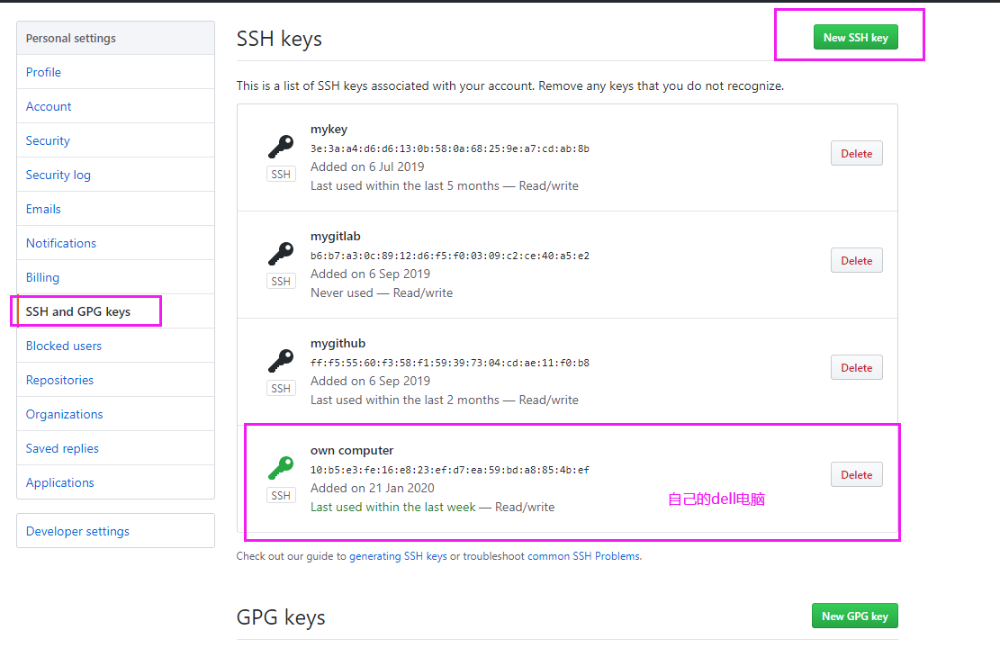 Personal settings
Profile
Account
Security
Security log
Emails
Notifications
Billing
SSH and GPG keys
Blocked users
Repositories
Organizations
Saved replies
Applications
Developer settings
SSH keys
New SSH key
This is a list of SSH keys associated with your account. Remove any keys that you do not recognize.
mykey
3e:3a:a4:d6:d6:13:0b:58:0a:68:25:9e:a7:cd:ab:8b
Added on 6 Jul 2019
Last used within the last 5 months — Read/write
SSH
Delete
mygitlab
b6:b7:a3:0c:89:12:d6:f5:f0:03:09:c2:ce:40:a5:e2
Added on 6 Sep 2019
Never used — Read/write
SSH
Delete
mygithub
ff:f5:55:60:f3:58:f1:59:39:73:04:cd:ae:11:f0:b8
Added on 6 Sep 2019
Last used within the last 2 months — Read/write
SSH
Delete
own computer
10:b5:e3:fe:16:e8:23:ef:d7:ea:59:bd:a8:85:4b:ef
Added on 21 Jan 2020
Last used within the last week — Read/write
SSH
Delete
自己的dell电脑
Check out our guide to generating SSH keys or troubleshoot common SSH Problems.
GPG keys
New GPG key